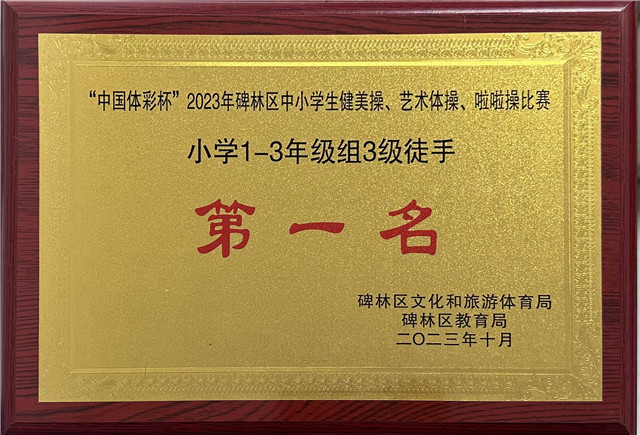 “中国体彩杯”2023年碑林区中小学生健美操、艺术体操、啦啦操比赛
小学1-3年级组3级徒手
第一名
碑林区文化和旅游体育局
碑林区教育局
二〇二三年十月